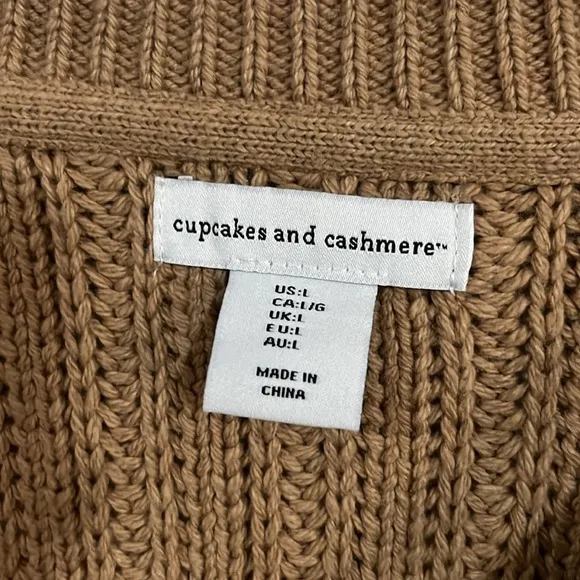 cupcakes and cashmere™
US:L
CA:L/G
UK:L
EU:L
AU:L
MADE IN
CHINA